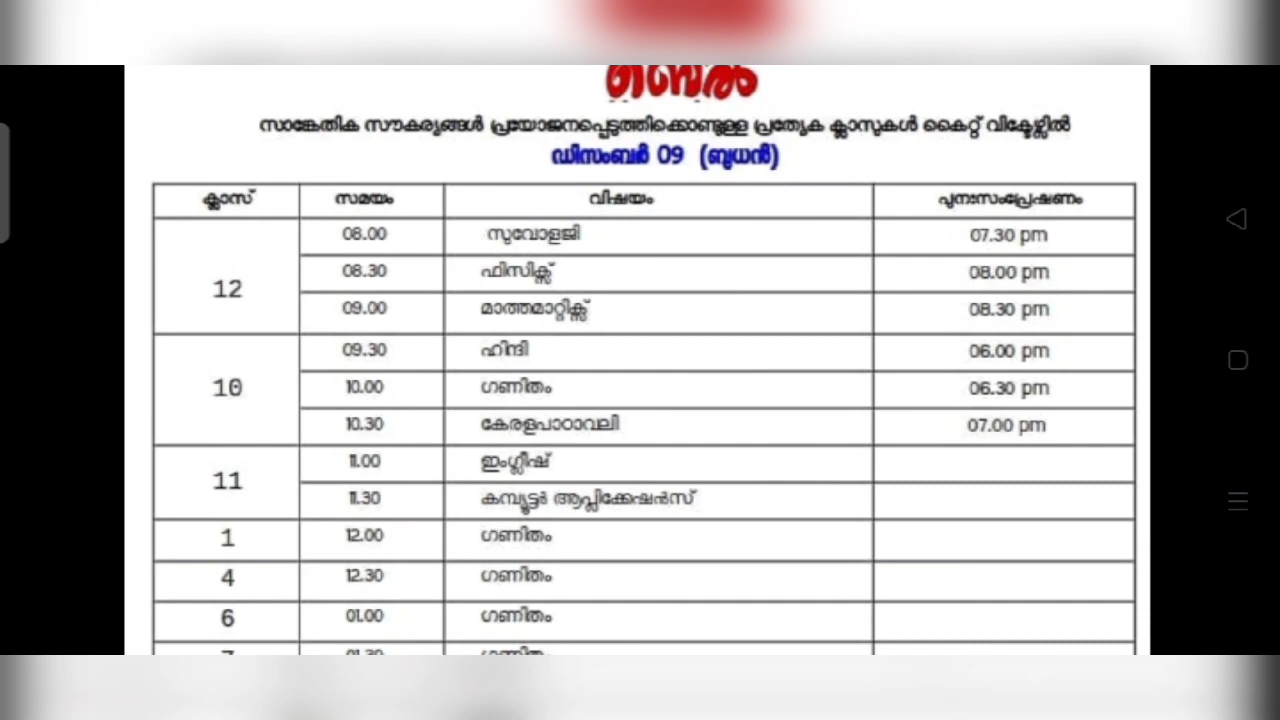 സാങ്കേതിക സൗകര്യങ്ങൾ പ്രയോജനപ്പെടുത്തിക്കൊണ്ടുള്ള പ്രത്യേക ക്ലാസുകൾ കൈറ്റ് വിക്ടേഴ്സിൽ
ഡിസംബർ 09 (ബുധൻ)
ക്ലാസ് സമയം വിഷയം പുനഃസംപ്രേഷണം
12 08.00 സുവോളജി 07.30 pm
08.30 ഫിസിക്സ് 08.00 pm
09.00 മാത്തമാറ്റിക്സ് 08.30 pm
10 09.30 ഹിന്ദി 06.00 pm
10.00 ഗണിതം 06.30 pm
10.30 കേരളപാഠാവലി 07.00 pm
11 11.00 ഇംഗ്ലീഷ്
11.30 കമ്പ്യൂട്ടർ ആപ്ലിക്കേഷൻസ്
1 12.00 ഗണിതം
4 12.30 ഗണിതം
6 01.00 ഗണിതം